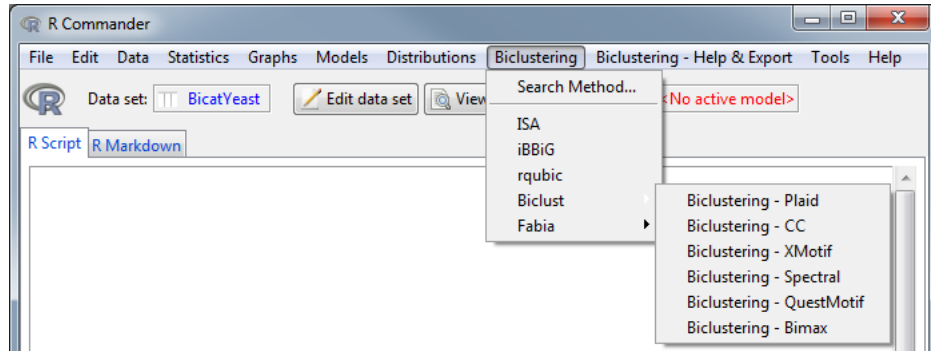 R Commander
File Edit Data Statistics Graphs Models Distributions Biclustering Biclustering - Help & Export Tools Help
R Data set: BicatYeast Edit data set View <No active model>
R Script R Markdown
Search Method...
ISA
iBBiG
rqubic
Biclust
Fabia
Biclustering - Plaid
Biclustering - CC
Biclustering - XMotif
Biclustering - Spectral
Biclustering - QuestMotif
Biclustering - Bimax